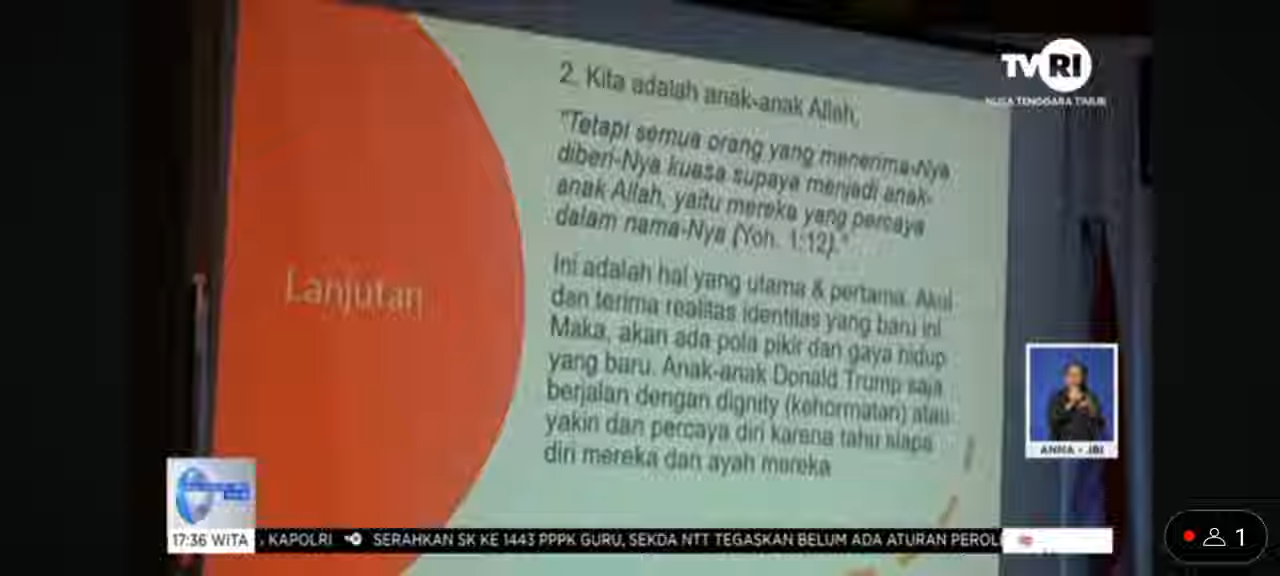 TVRI
NUSA TENGGARA TIMUR
2. Kita adalah anak-anak Allah.
"Tetapi semua orang yang menerima-Nya
diberi-Nya kuasa supaya menjadi anak-
anak Allah, yaitu mereka yang percaya
dalam nama-Nya (Yoh. 1:12)."
Ini adalah hal yang utama & pertama. Akui
dan terima realitas identitas yang baru ini
Maka, akan ada pola pikir dan gaya hidup
yang baru. Anak-anak Donald Trump saja
berjalan dengan dignity (kehormatan) atau
yakin dan percaya diri karena tahu siapa
diri mereka dan ayah mereka
Lanjutan
ANNA - JBI
17:36 WITA
, KAPOLRI SERAHKAN SK KE 1443 PPPK GURU, SEKDA NTT TEGASKAN BELUM ADA ATURAN PEROL
1